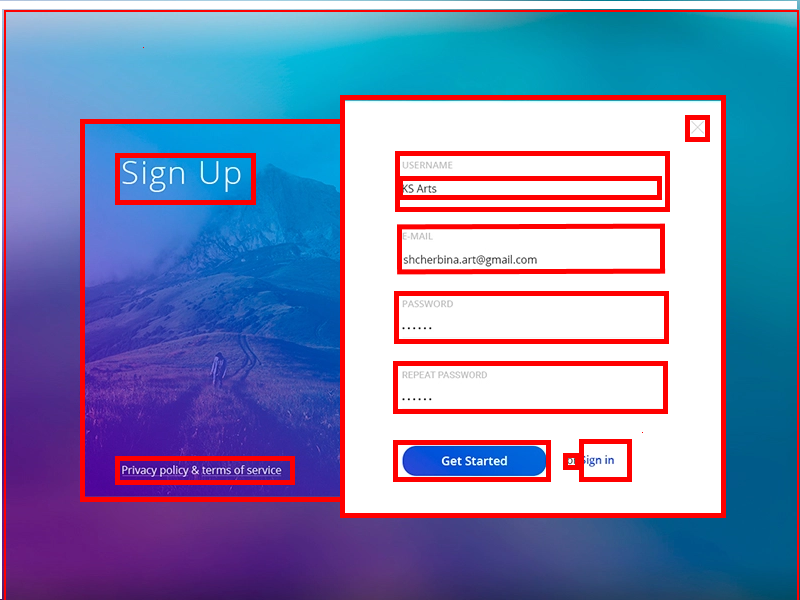 Sign Up
USERNAME
KS Arts
E-MAIL
shcherbina.art@gmail.com
PASSWORD
......
REPEAT PASSWORD
......
Get Started
or Sign in
Privacy policy & terms of service